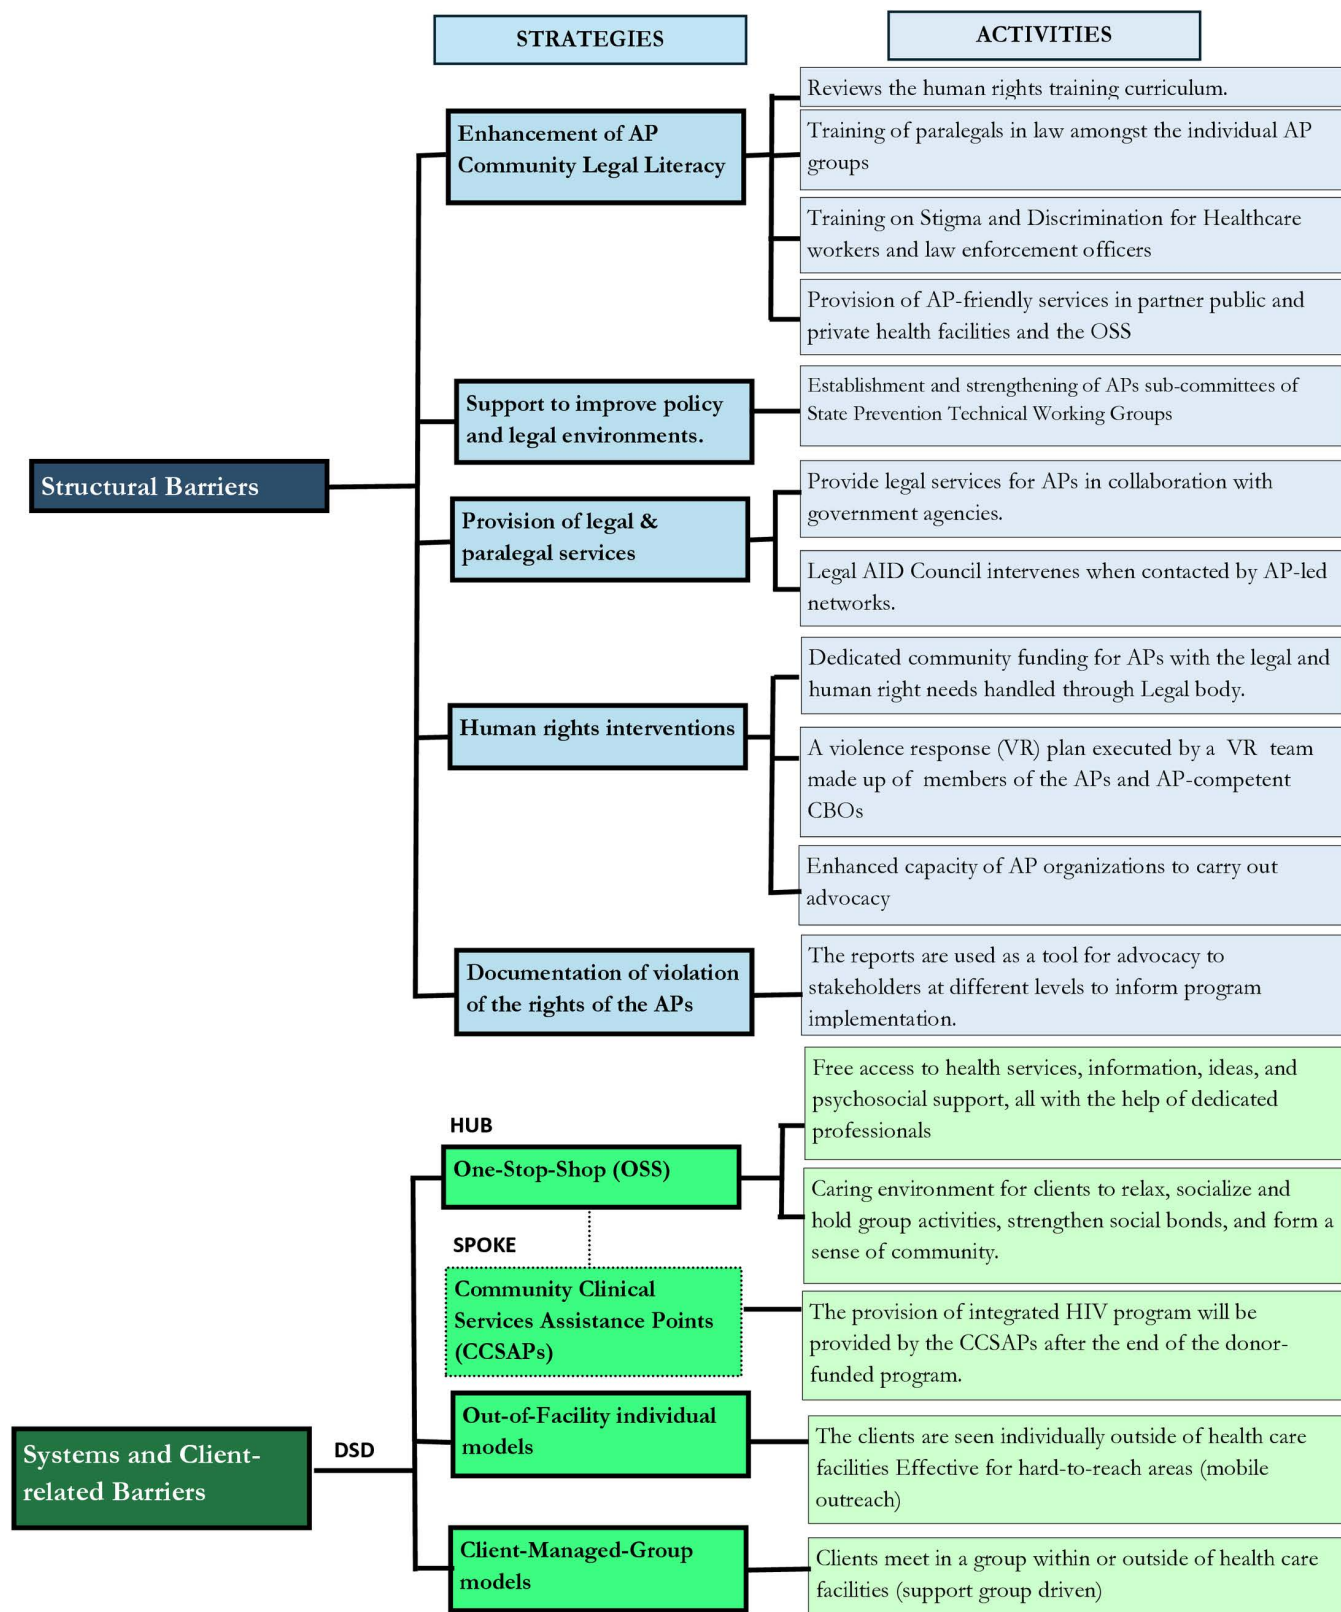 STRATEGIES
ACTIVITIES
Structural Barriers
Enhancement of AP
Community Legal Literacy
Reviews the human rights training curriculum.
Training of paralegals in law amongst the individual AP
groups
Training on Stigma and Discrimination for Healthcare
workers and law enforcement officers
Provision of AP-friendly services in partner public and
private health facilities and the OSS
Support to improve policy
and legal environments.
Establishment and strengthening of APs sub-committees of
State Prevention Technical Working Groups
Provision of legal &
paralegal services
Provide legal services for APs in collaboration with
government agencies.
Legal AID Council intervenes when contacted by AP-led
networks.
Human rights interventions
Dedicated community funding for APs with the legal and
human right needs handled through Legal body.
A violence response (VR) plan executed by a VR team
made up of members of the APs and AP-competent
CBOs
Enhanced capacity of AP organizations to carry out
advocacy
Documentation of violation
of the rights of the APs
The reports are used as a tool for advocacy to
stakeholders at different levels to inform program
implementation.
Systems and Client-
related Barriers
DSD
HUB
One-Stop-Shop (OSS)
Free access to health services, information, ideas, and
psychosocial support, all with the help of dedicated
professionals
Caring environment for clients to relax, socialize and
hold group activities, strengthen social bonds, and form a
sense of community.
SPOKE
Community Clinical
Services Assistance Points
(CCSAPs)
The provision of integrated HIV program will be
provided by the CCSAPs after the end of the donor-
funded program.
Out-of-Facility individual
models
The clients are seen individually outside of health care
facilities Effective for hard-to-reach areas (mobile
outreach)
Client-Managed-Group
models
Clients meet in a group within or outside of health care
facilities (support group driven)